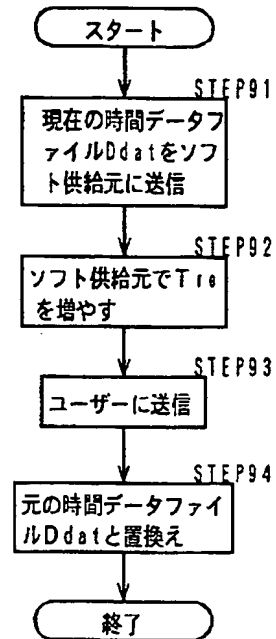 スタート
STEP91
現在の時間データフ
ァイルDdatをソフ
ト供給元に送信
STEP92
ソフト供給元でTre
を増やす
STEP93
ユーザーに送信
STEP94
元の時間データファイ
ルDdatと置換え
終了